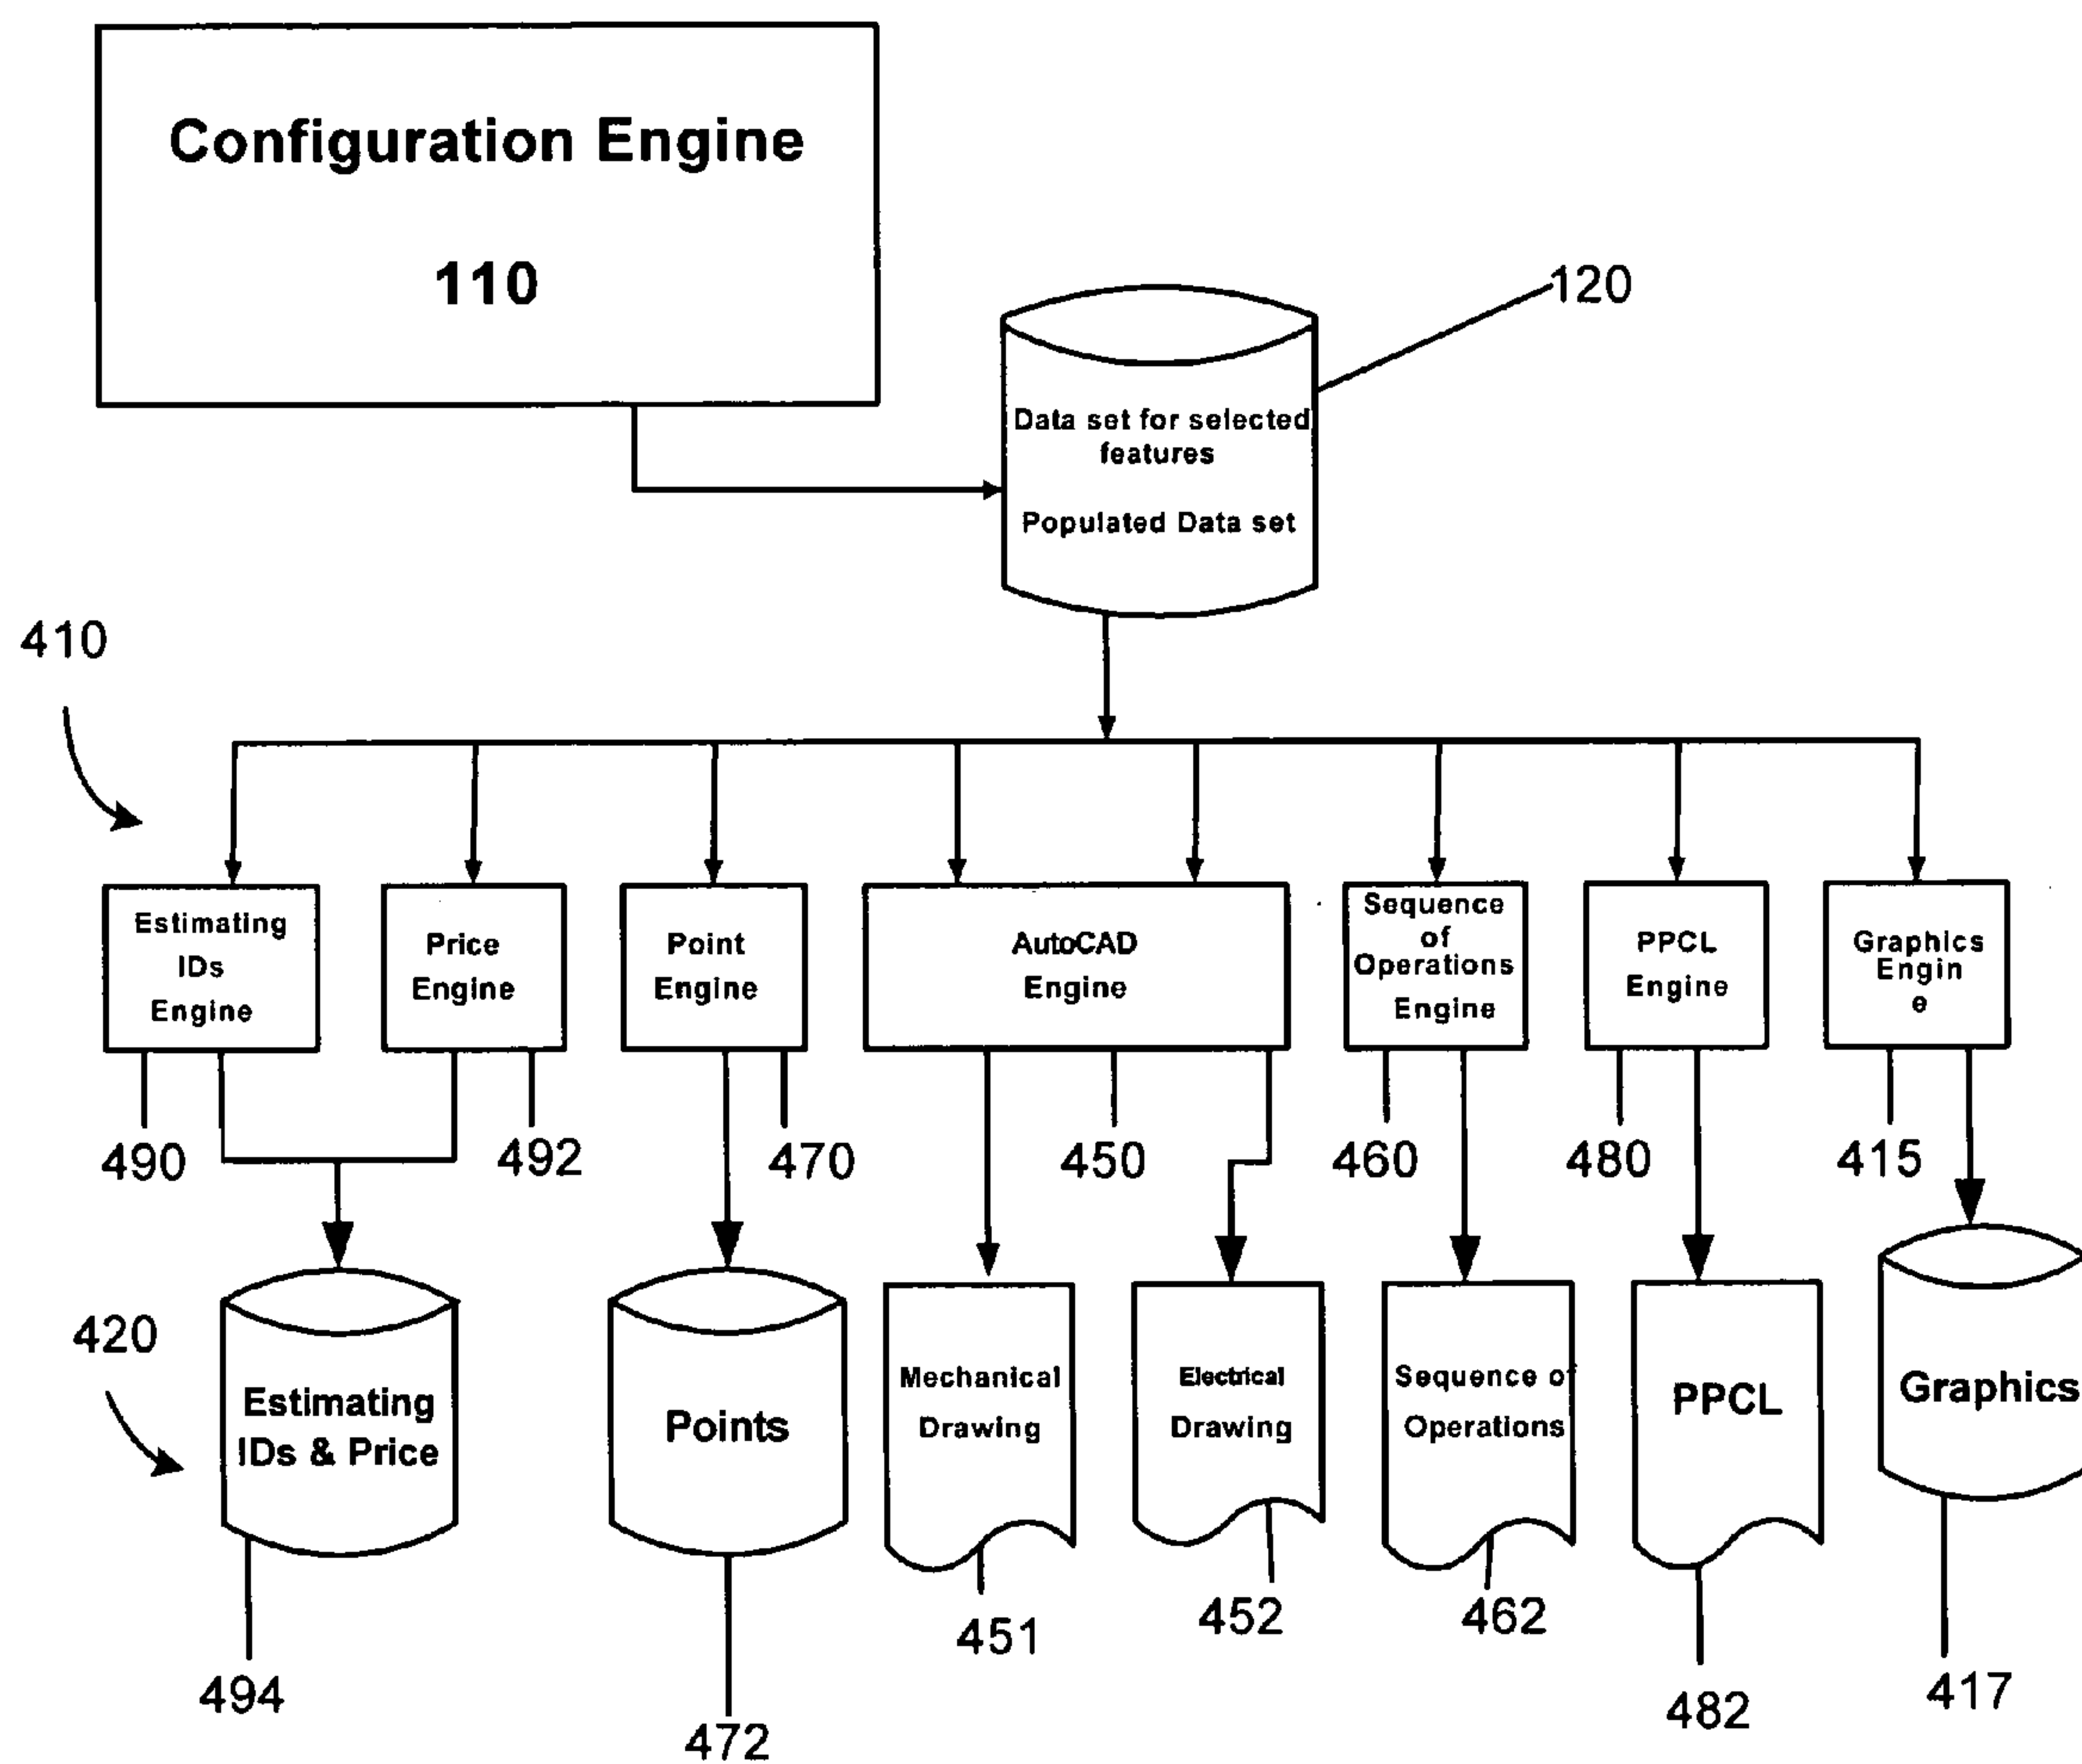 Configuration Engine
110
120
Data set for selected
features
Populated Data set
410
Estimating
IDs
Engine
Price
Engine
Point
Engine
AutoCAD
Engine
Sequence
of
Operations
Engine
PPCL
Engine
Graphics
Engin
e
490
492
470
450
460
480
415
420
Estimating
IDs & Price
Points
Mechanical
Drawing
Electrical
Drawing
Sequence of
Operations
PPCL
Graphics
494
472
451
452
462
482
417